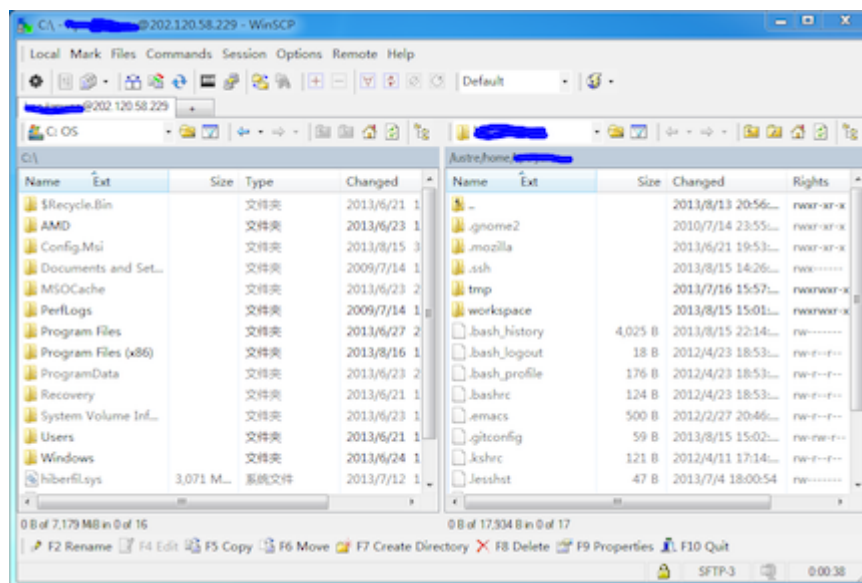 C:\ - @202.120.58.229 - WinSCP
Local Mark Files Commands Session Options Remote Help
Default
@202.120.58.229
C: OS
C:\ /lustre/home/
Name Ext Size Type Changed Name Ext Size Changed Rights
$Recycle.Bin 文件夹 2013/6/21 1 .. 2013/8/13 20:56:... rwxr-xr-x
AMD 文件夹 2013/6/23 1 .gnome2 2010/7/14 23:55:... rwxr-xr-x
Config.Msi 文件夹 2013/8/15 3 .mozilla 2013/6/21 19:53:... rwxr-xr-x
Documents and Set... 文件夹 2009/7/14 1 .ssh 2013/8/15 14:26:... rwx------
MSOCache 文件夹 2013/6/23 2 tmp 2013/7/16 15:57:... rwxrwxr-x
PerfLogs 文件夹 2009/7/14 1 workspace 2013/8/15 15:01:... rwxrwxr-x
Program Files 文件夹 2013/6/27 2 .bash_history 4,025 B 2013/8/15 22:14:... rw-------
Program Files (x86) 文件夹 2013/8/16 1 .bash_logout 18 B 2012/4/23 18:53:... rw-r--r--
ProgramData 文件夹 2013/6/23 2 .bash_profile 176 B 2012/4/23 18:53:... rw-r--r--
Recovery 文件夹 2013/6/21 1 .bashrc 124 B 2012/4/23 18:53:... rw-r--r--
System Volume Inf... 文件夹 2013/6/23 1 .emacs 500 B 2012/2/27 20:46:... rw-r--r--
Users 文件夹 2013/6/21 1 .gitconfig 59 B 2013/8/15 15:02:... rw-rw-r--
Windows 文件夹 2013/6/24 1 .kshrc 121 B 2012/4/11 17:14:... rw-r--r--
hiberfil.sys 3,071 M... 系统文件 2013/7/12 1 .lesshst 47 B 2013/7/4 18:00:54 rw-------
0 B of 7,179 MiB in 0 of 16 0 B of 17,934 B in 0 of 17
F2 Rename F4 Edit F5 Copy F6 Move F7 Create Directory F8 Delete F9 Properties F10 Quit
SFTP-3 0:00:38